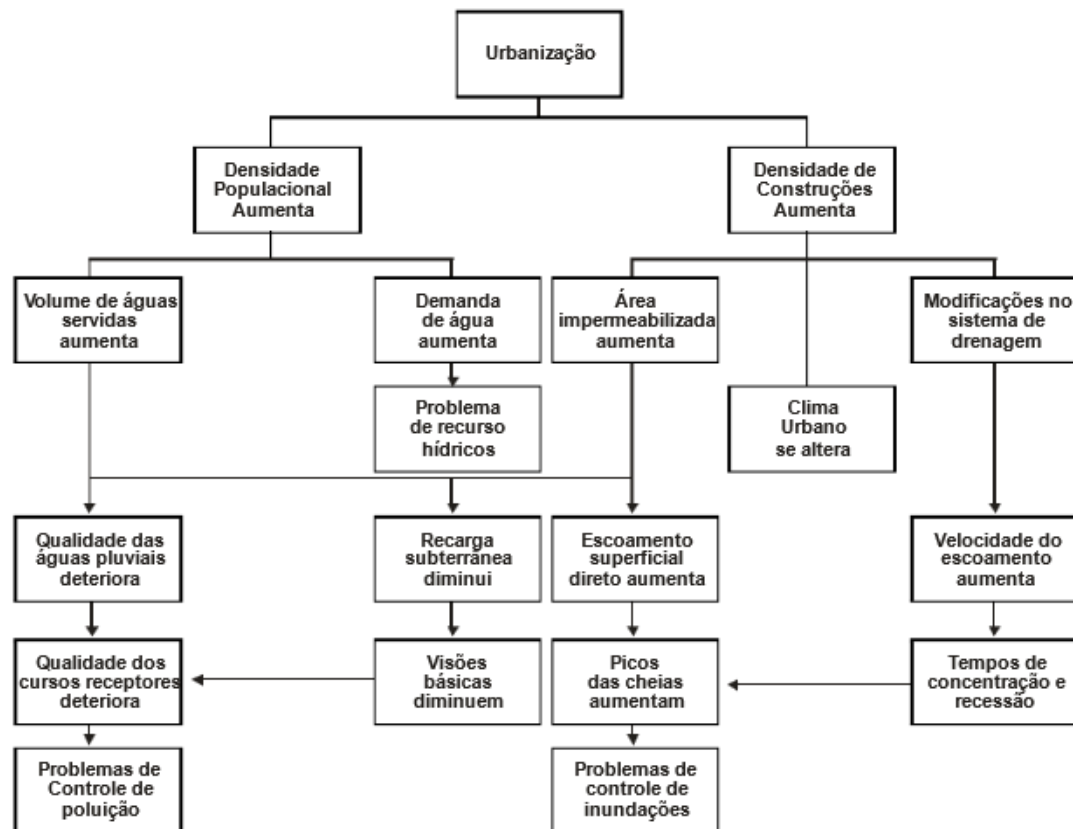 Urbanização
Densidade
Populacional
Aumenta
Densidade de
Construções
Aumenta
Volume de águas
servidas
aumenta
Demanda
de água
aumenta
Área
impermeabilizada
aumenta
Modificações no
sistema de
drenagem
Problema
de recurso
hídricos
Clima
Urbano
se altera
Qualidade das
águas pluviais
deteriora
Recarga
subterrânea
diminui
Escoamento
superficial
direto aumenta
Velocidade do
escoamento
aumenta
Qualidade dos
cursos receptores
deteriora
Visões
básicas
diminuem
Picos
das cheias
aumentam
Tempos de
concentração e
recessão
Problemas de
Controle de
poluição
Problemas de
controle de
inundações